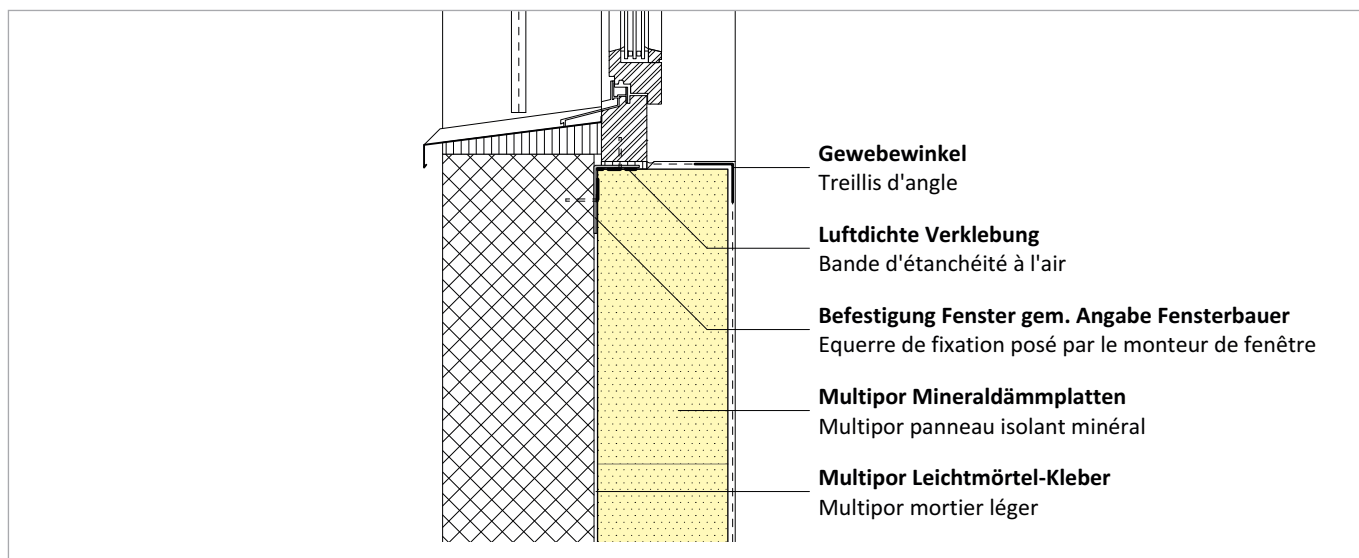 Gewebewinkel
Treillis d'angle
Luftdichte Verklebung
Bande d'étanchéité à l'air
Befestigung Fenster gem. Angabe Fensterbauer
Equerre de fixation posé par le monteur de fenêtre
Multipor Mineraldämmplatten
Multipor panneau isolant minéral
Multipor Leichtmörtel-Kleber
Multipor mortier léger